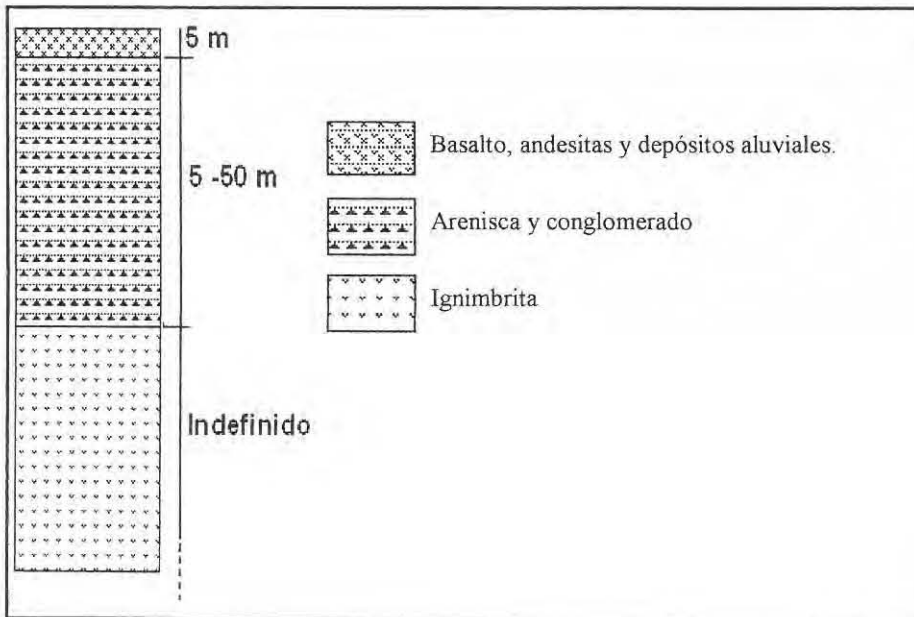 5 m
5 -50 m
Indefinido
Basalto, andesitas y depósitos aluviales.
Arenisca y conglomerado
Ignimbrita